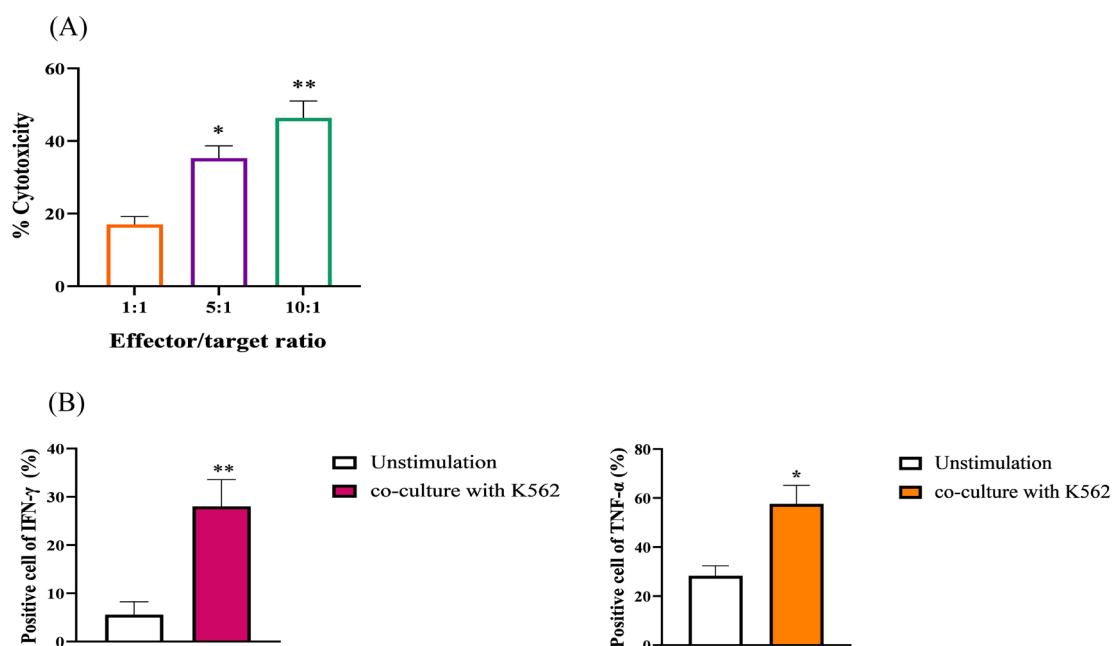 (A)
60
40
20
0
% Cytotoxicity
*
**
1:1 5:1 10:1
Effector/target ratio
(B)
40
30
20
10
0
Positive cell of IFN-γ (%)
**
Unstimulation
co-culture with K562
80
60
40
20
0
Positive cell of TNF-α (%)
*
Unstimulation
co-culture with K562